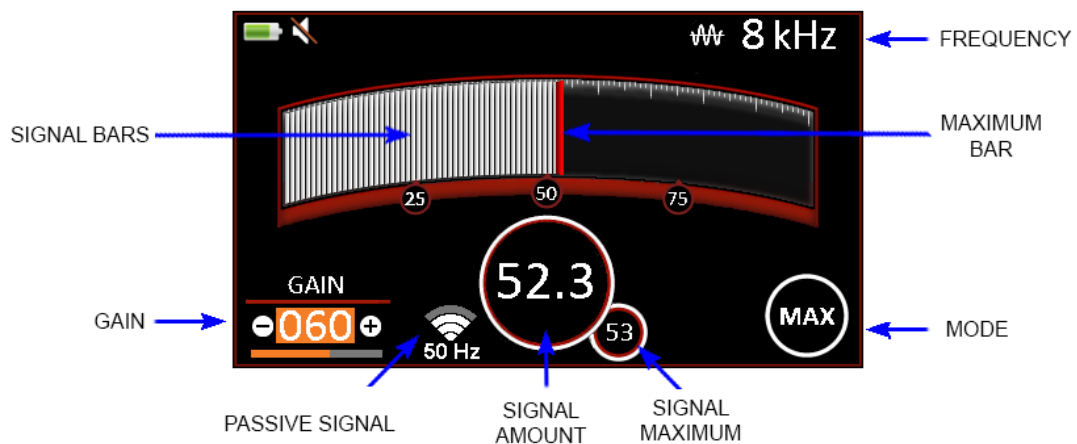 8 kHz
FREQUENCY
SIGNAL BARS
MAXIMUM
BAR
25
50
75
GAIN
060
52.3
53
MAX
50 Hz
GAIN
MODE
PASSIVE SIGNAL
SIGNAL
AMOUNT
SIGNAL
MAXIMUM